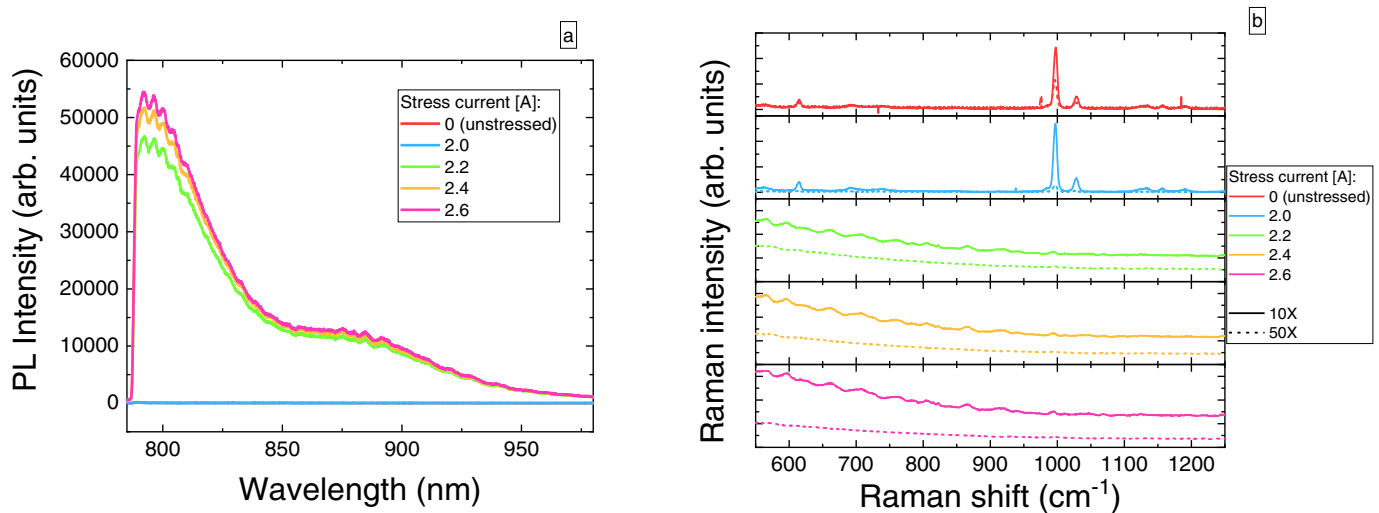 a
60000
50000
40000
30000
20000
10000
0
PL Intensity (arb. units)
Stress current [A]:
0 (unstressed)
2.0
2.2
2.4
2.6
800
850
900
950
Wavelength (nm)
b
Raman intensity (arb. units)
Stress current [A]:
0 (unstressed)
2.0
2.2
2.4
2.6
10X
50X
600
700
800
900
1000
1100
1200
Raman shift (cm⁻¹)